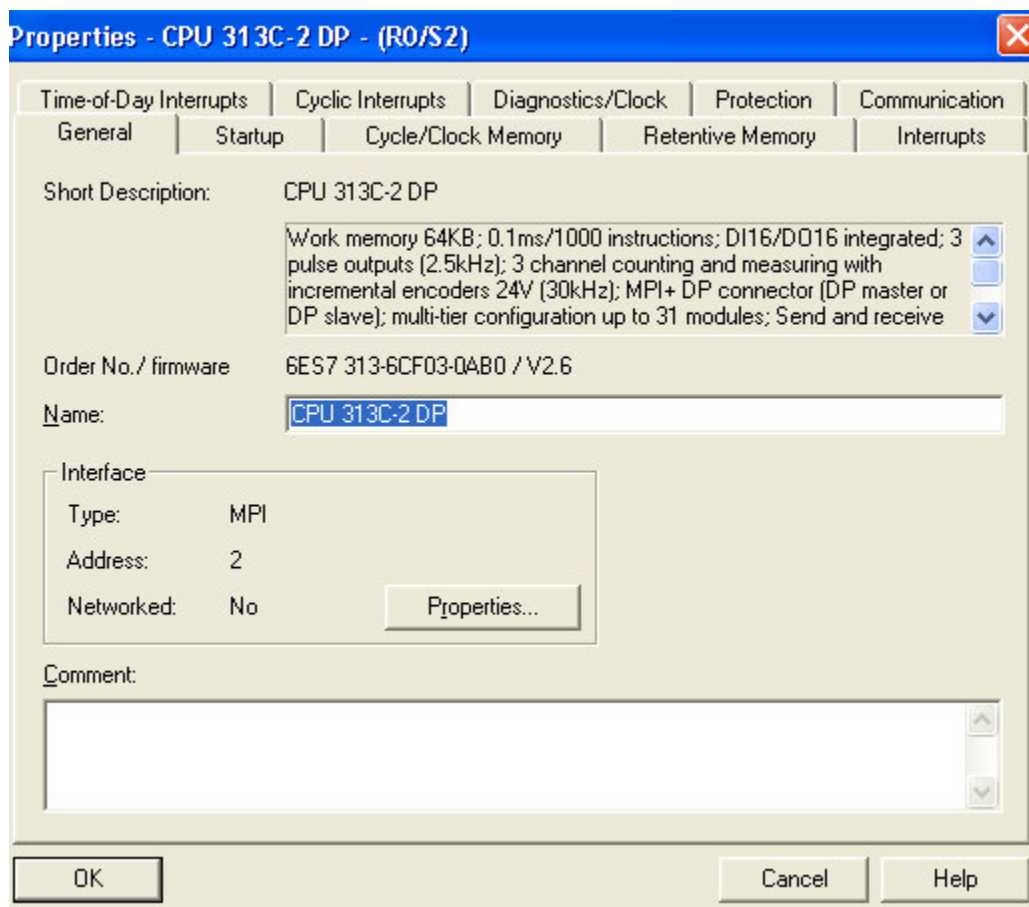 Properties - CPU 313C-2 DP - (R0/S2)
Time-of-Day Interrupts Cyclic Interrupts Diagnostics/Clock Protection Communication
General Startup Cycle/Clock Memory Retentive Memory Interrupts
Short Description: CPU 313C-2 DP
Work memory 64KB; 0.1ms/1000 instructions; DI16/DO16 integrated; 3
pulse outputs (2.5kHz); 3 channel counting and measuring with
incremental encoders 24V (30kHz); MPI+ DP connector (DP master or
DP slave); multi-tier configuration up to 31 modules; Send and receive
Order No./ firmware 6ES7 313-6CF03-0AB0 / V2.6
Name: CPU 313C-2 DP
Interface
Type: MPI
Address: 2
Networked: No Properties...
Comment:
OK Cancel Help